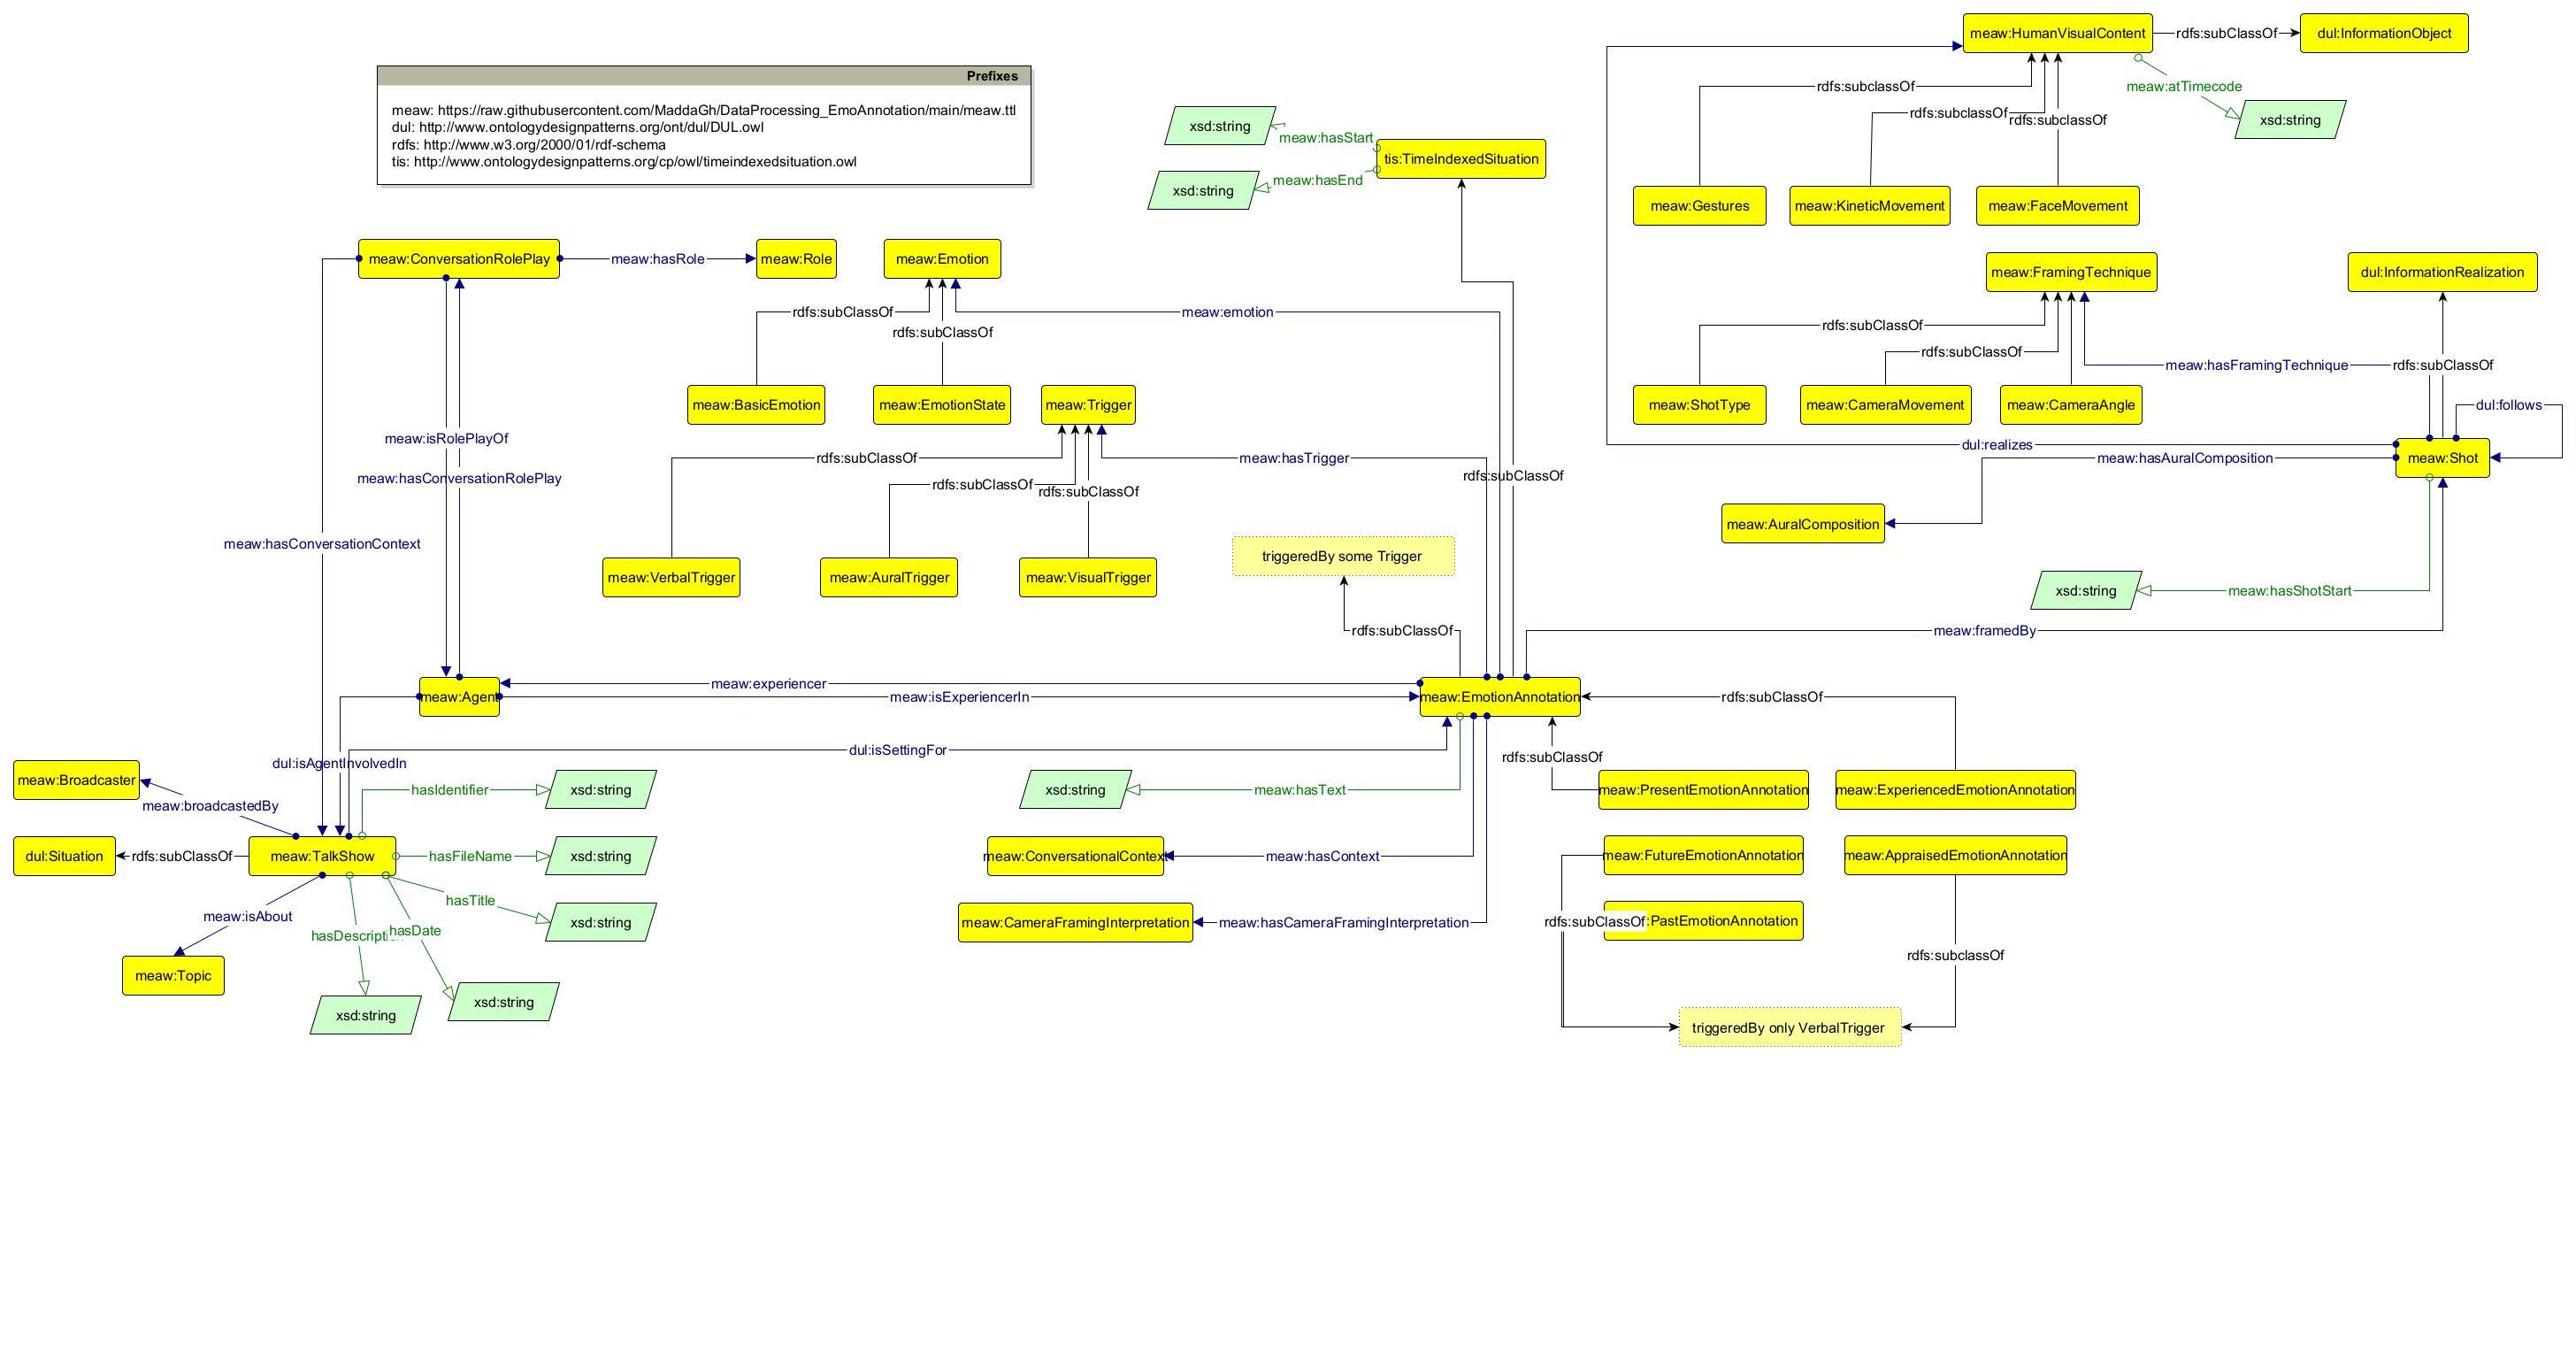 meaw:HumanVisualContent
rdfs:subClassOf
dul:InformationObject
Prefixes
meaw: https://raw.githubusercontent.com/MaddaGh/DataProcessing_EmoAnnotation/main/meaw.ttl
dul: http://www.ontologydesignpatterns.org/ont/dul/DUL.owl
rdfs: http://www.w3.org/2000/01/rdf-schema
tis: http://www.ontologydesignpatterns.org/cp/owl/timeindexedsituation.owl
rdfs:subclassOf
meaw:atTimecode
rdfs:subclassOf
rdfs:subclassOf
xsd:string
xsd:string
meaw:hasStart
tis:TimeIndexedSituation
meaw:hasEnd
xsd:string
meaw:Gestures
meaw:KineticMovement
meaw:FaceMovement
meaw:ConversationRolePlay
meaw:hasRole
meaw:Role
meaw:Emotion
meaw:FramingTechnique
dul:InformationRealization
rdfs:subClassOf
meaw:emotion
rdfs:subClassOf
rdfs:subClassOf
rdfs:subClassOf
meaw:hasFramingTechnique
rdfs:subClassOf
meaw:BasicEmotion
meaw:EmotionState
meaw:Trigger
meaw:ShotType
meaw:CameraMovement
meaw:CameraAngle
dul:follows
meaw:isRolePlayOf
dul:realizes
rdfs:subClassOf
meaw:hasTrigger
meaw:hasAuralComposition
meaw:Shot
meaw:hasConversationRolePlay
rdfs:subClassOf
rdfs:subClassOf
rdfs:subClassOf
meaw:AuralComposition
meaw:hasConversationContext
triggeredBy some Trigger
meaw:VerbalTrigger
meaw:AuralTrigger
meaw:VisualTrigger
xsd:string
meaw:hasShotStart
rdfs:subClassOf
meaw:framedBy
meaw:experiencer
meaw:Agent
meaw:isExperiencerIn
meaw:EmotionAnnotation
rdfs:subClassOf
dul:isSettingFor
rdfs:subClassOf
dul:isAgentInvolvedIn
meaw:Broadcaster
hasIdentifier
xsd:string
xsd:string
meaw:hasText
meaw:PresentEmotionAnnotation
meaw:ExperiencedEmotionAnnotation
meaw:broadcastedBy
dul:Situation
rdfs:subClassOf
meaw:TalkShow
hasFileName
xsd:string
meaw:ConversationalContext
meaw:hasContext
meaw:FutureEmotionAnnotation
meaw:AppraisedEmotionAnnotation
hasTitle
xsd:string
meaw:isAbout
meaw:CameraFramingInterpretation
meaw:hasCameraFramingInterpretation
rdfs:subClassOf
:PastEmotionAnnotation
hasDescripti
hasDate
rdfs:subclassOf
meaw:Topic
xsd:string
xsd:string
triggeredBy only VerbalTrigger